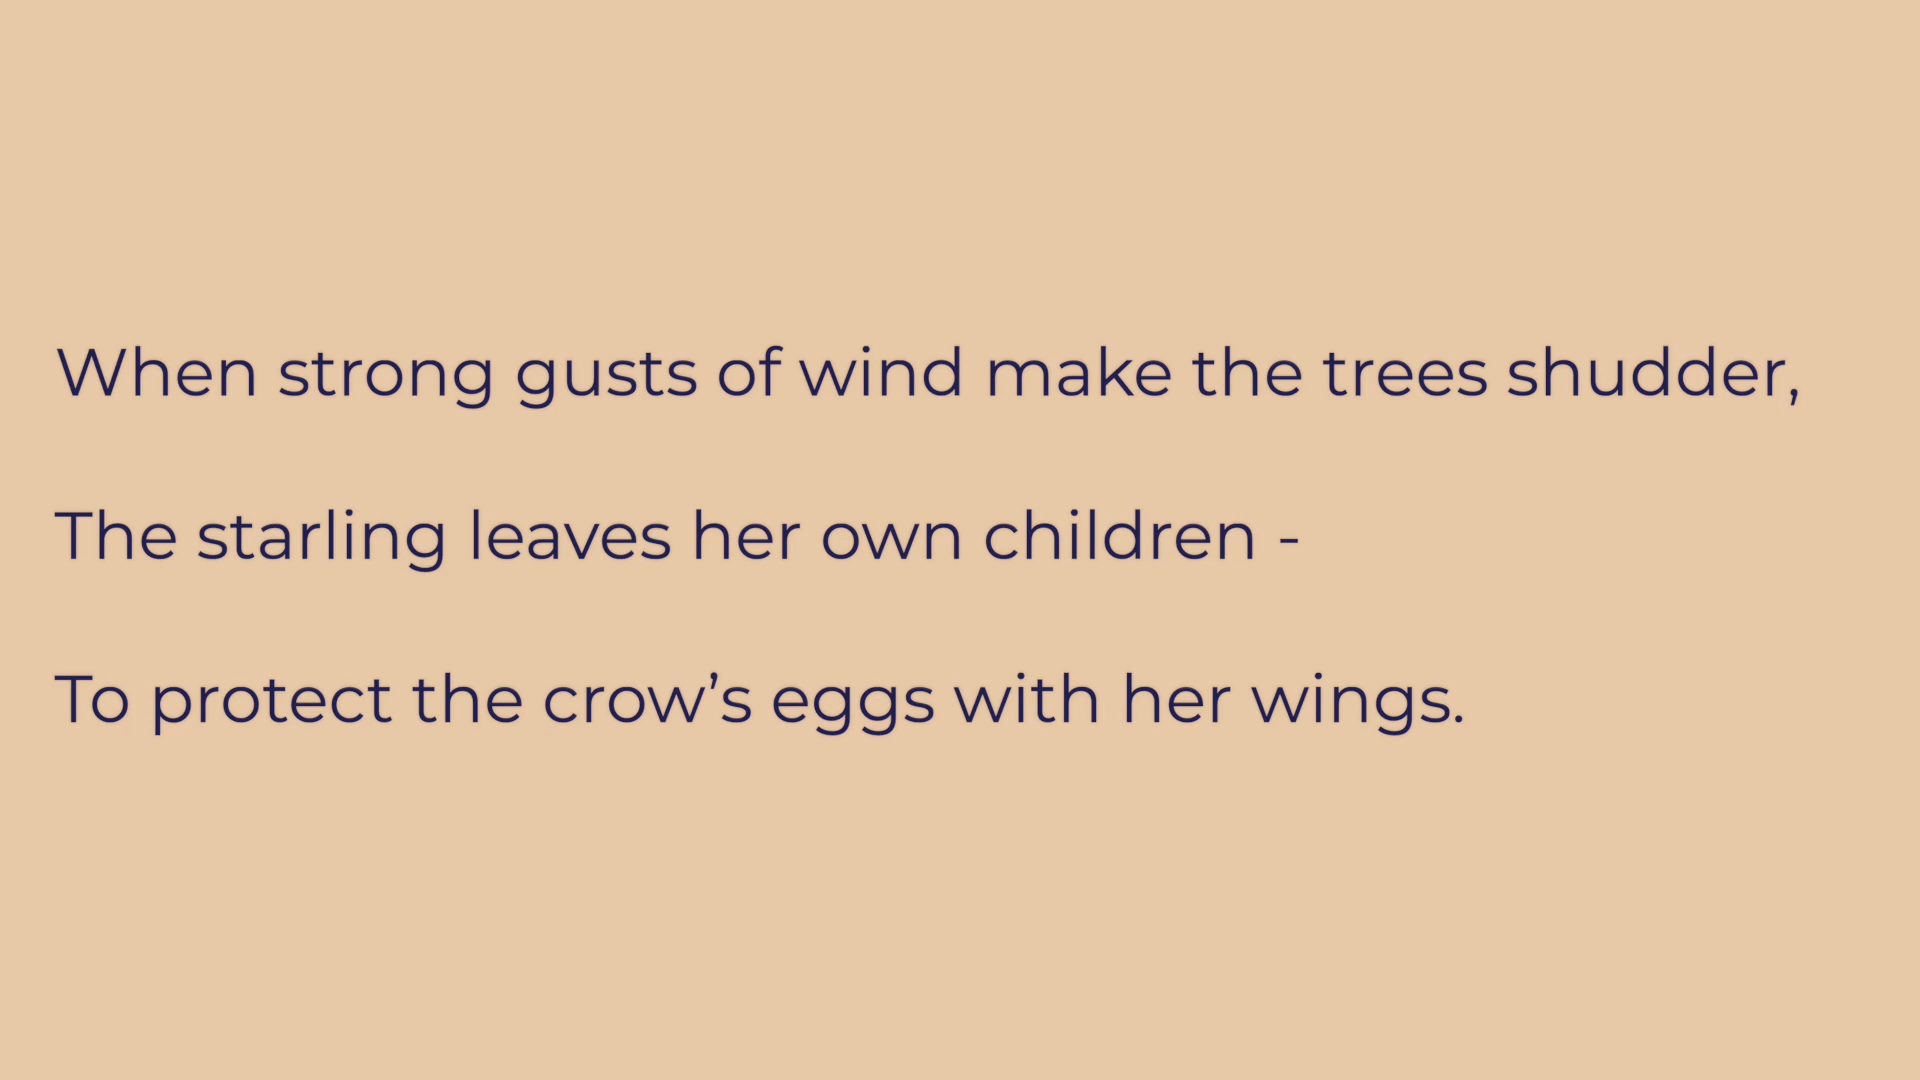 When strong gusts of wind make the trees shudder,
The starling leaves her own children -
To protect the crow’s eggs with her wings.